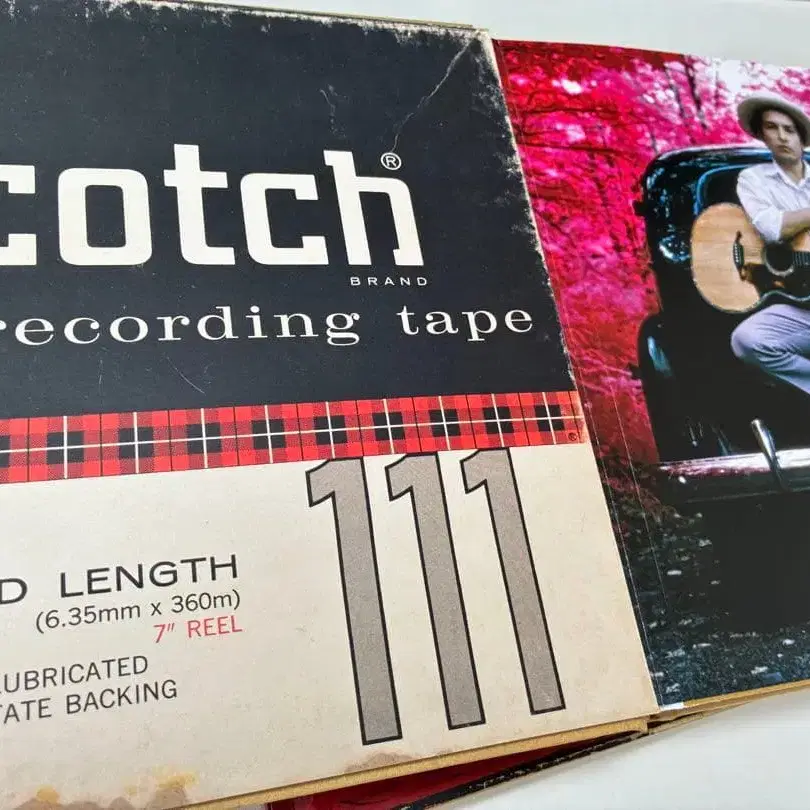 cotch®
BRAND
recording tape
®
111
D LENGTH
(6.35mm x 360m)
7" REEL
UBRICATED
TATE BACKING